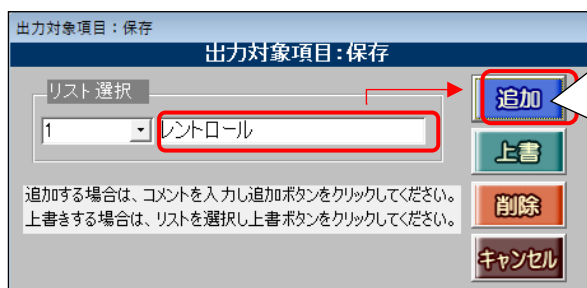 出力対象項目：保存
出力対象項目：保存
リスト選択
1
レントロール
追加する場合は、コメントを入力し追加ボタンをクリックしてください。
上書きする場合は、リストを選択し上書ボタンをクリックしてください。
追加
上書
削除
キャンセル